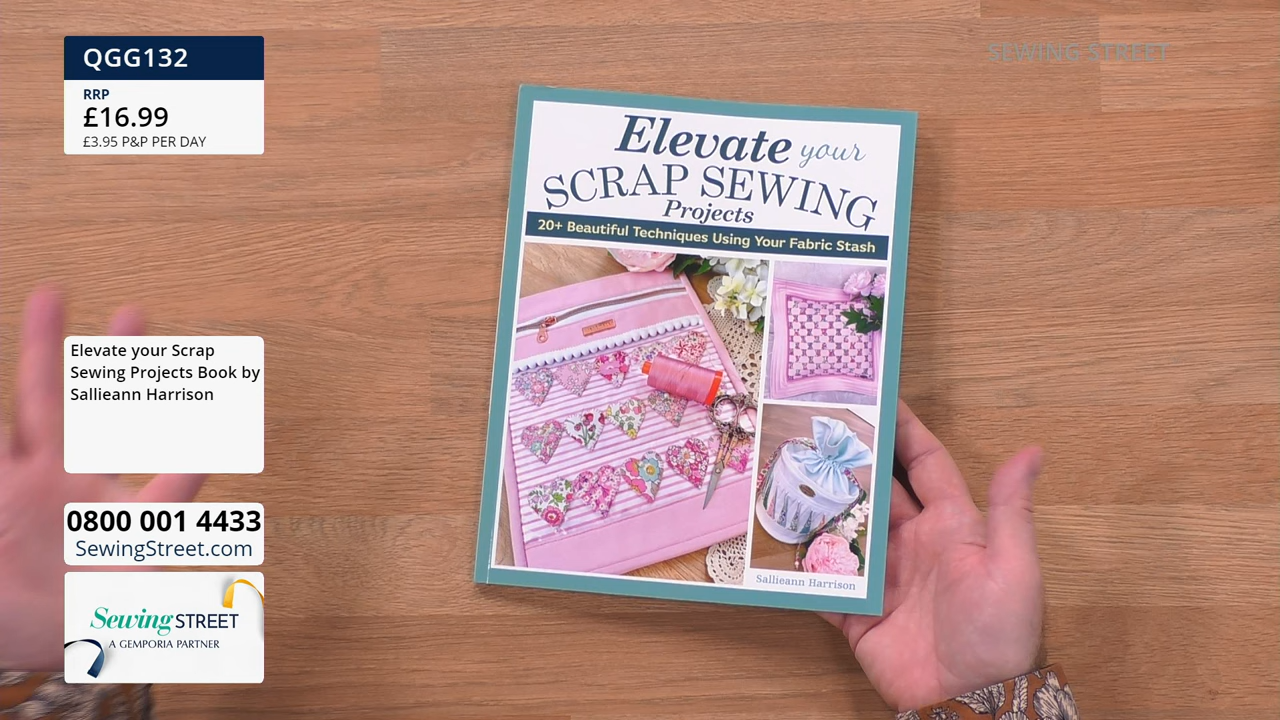 QGG132
RRP
£16.99
£3.95 P&P PER DAY
Elevate your Scrap
Sewing Projects Book by
Sallieann Harrison
0800 001 4433
SewingStreet.com
Sewing STREET
A GEMPORIA PARTNER
SEWING STREET
Elevate your
SCRAP SEWING
Projects
20+ Beautiful Techniques Using Your Fabric Stash
Sallieann Harrison